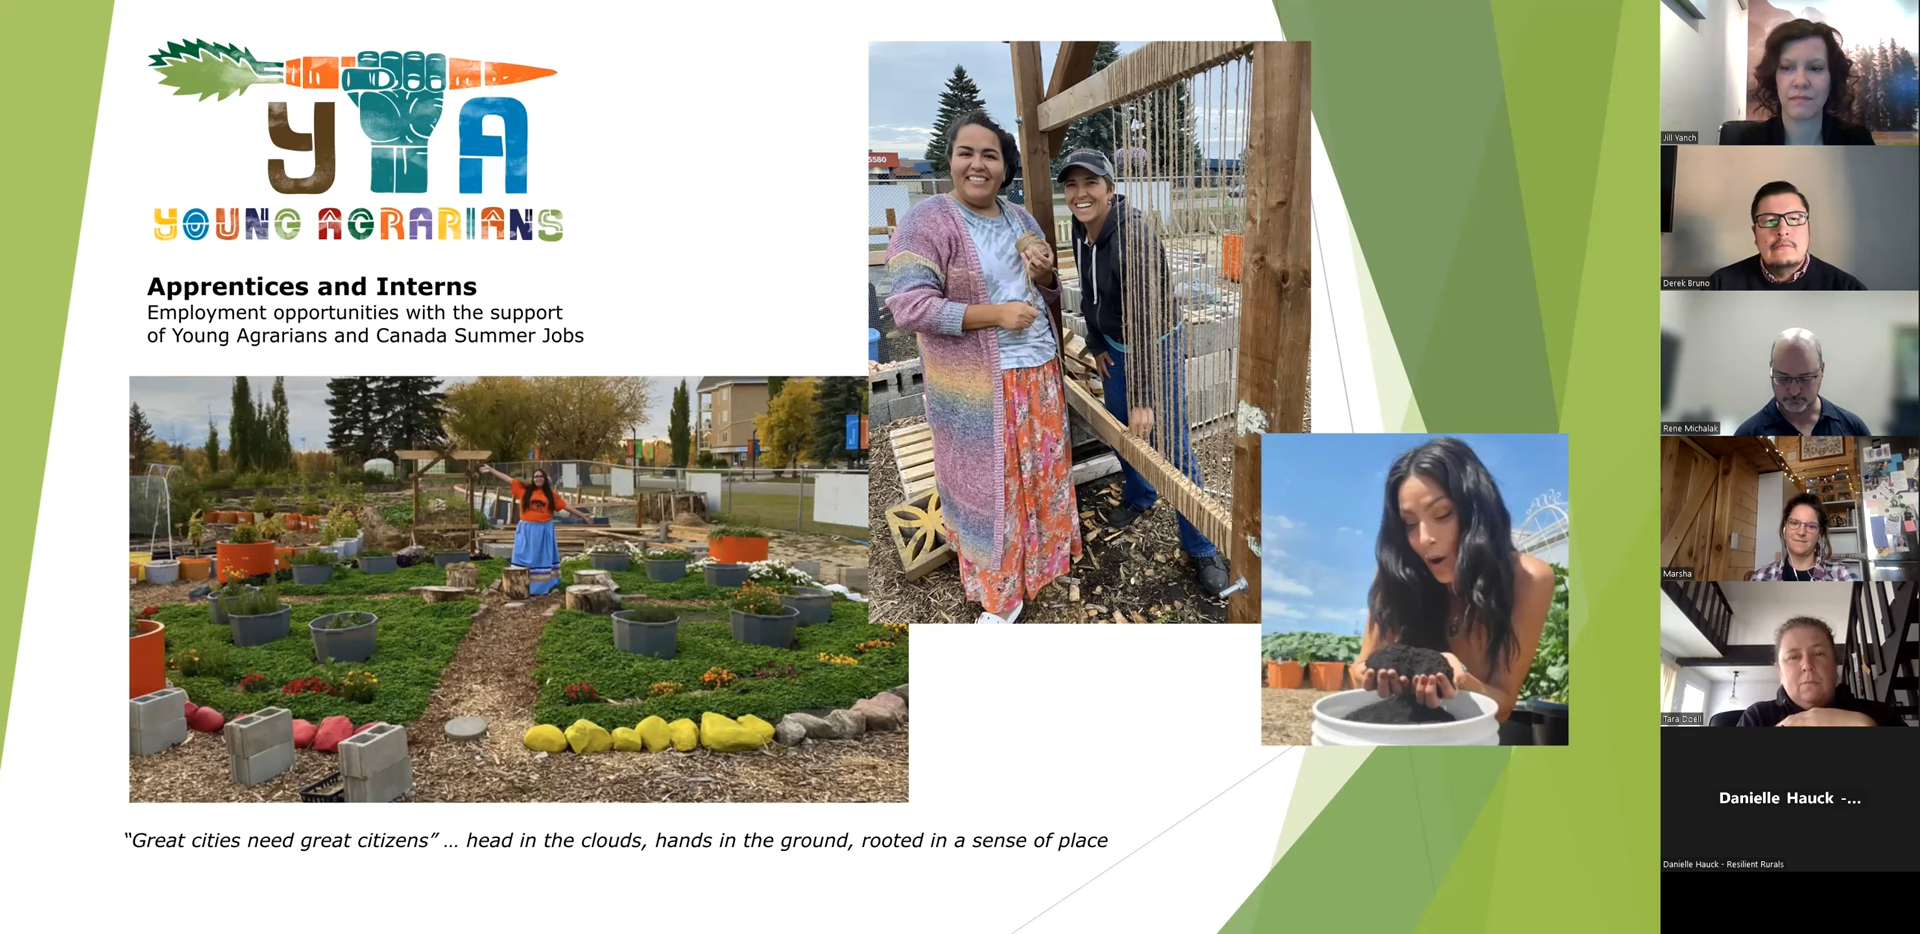 YA
YOUNG AGRARIANS
Apprentices and Interns
Employment opportunities with the support
of Young Agrarians and Canada Summer Jobs
5580
“Great cities need great citizens” ... head in the clouds, hands in the ground, rooted in a sense of place
Jill Yanch
Derek Bruno
Rene Michalak
Marsha
Tara Doell
Danielle Hauck -...
Danielle Hauck - Resilient Rurals